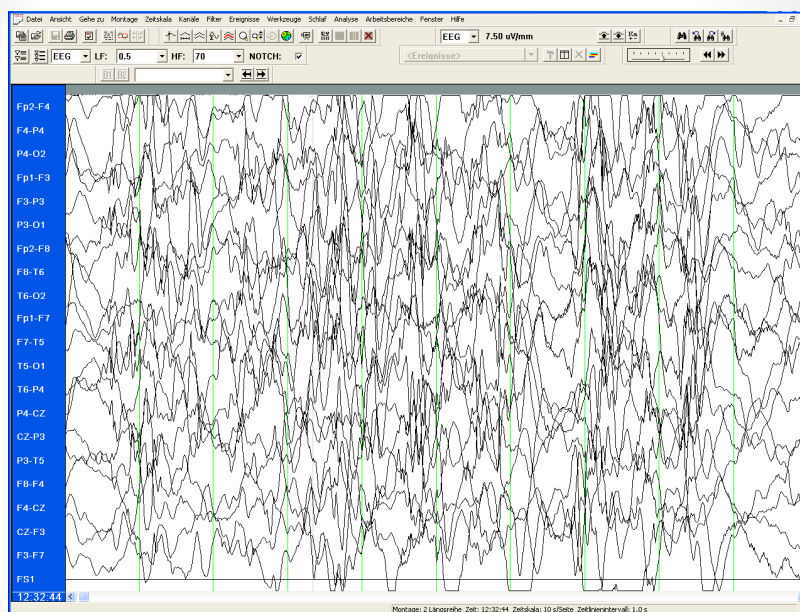 Datei Ansicht Gehe zu Montage Zeitskala Kanäle Filter Ereignisse Werkzeuge Schlaf Analyse Arbeitsbereiche Fenster Hilfe
EEG 7.50 uV/mm
EEG LF: 0.5 HF: 70 NOTCH: <Ereignisse>
B1 B2
Fp2-F4
F4-P4
P4-O2
Fp1-F3
F3-P3
P3-O1
Fp2-F8
F8-T6
T6-O2
Fp1-F7
F7-T5
T5-O1
T6-P4
P4-CZ
CZ-P3
P3-T5
F8-F4
F4-CZ
CZ-F3
F3-F7
FS1
12:32:44
Montage: 2 Längsreihe Zeit: 12:32:44 Zeitskala: 10 s/Seite Zeitlinienintervall: 1.0 s